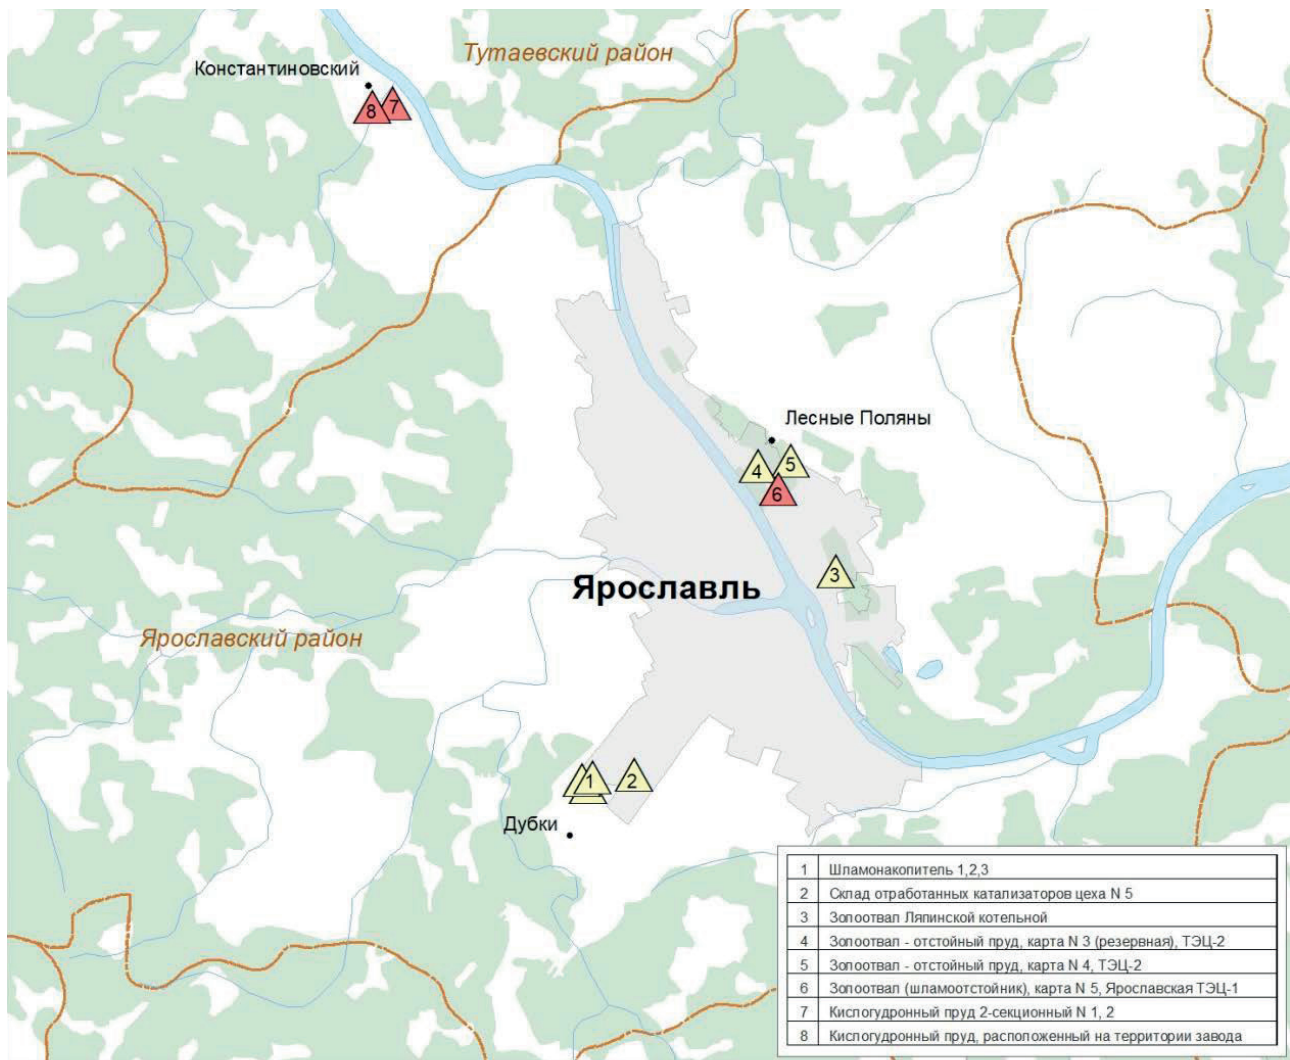 Тутаевский район
Константиновский
8
7
Лесные Поляны
4
5
6
3
Ярославль
Ярославский район
1
2
Дубки
1 Шламонакопитель 1,2,3
2 Склад отработанных катализаторов цеха N 5
3 Золоотвал Ляпинской котельной
4 Золоотвал - отстойный пруд, карта N 3 (резервная), ТЭЦ-2
5 Золоотвал - отстойный пруд, карта N 4, ТЭЦ-2
6 Золоотвал (шламоотстойник), карта N 5, Ярославская ТЭЦ-1
7 Кислогудронный пруд 2-секционный N 1, 2
8 Кислогудронный пруд, расположенный на территории завода